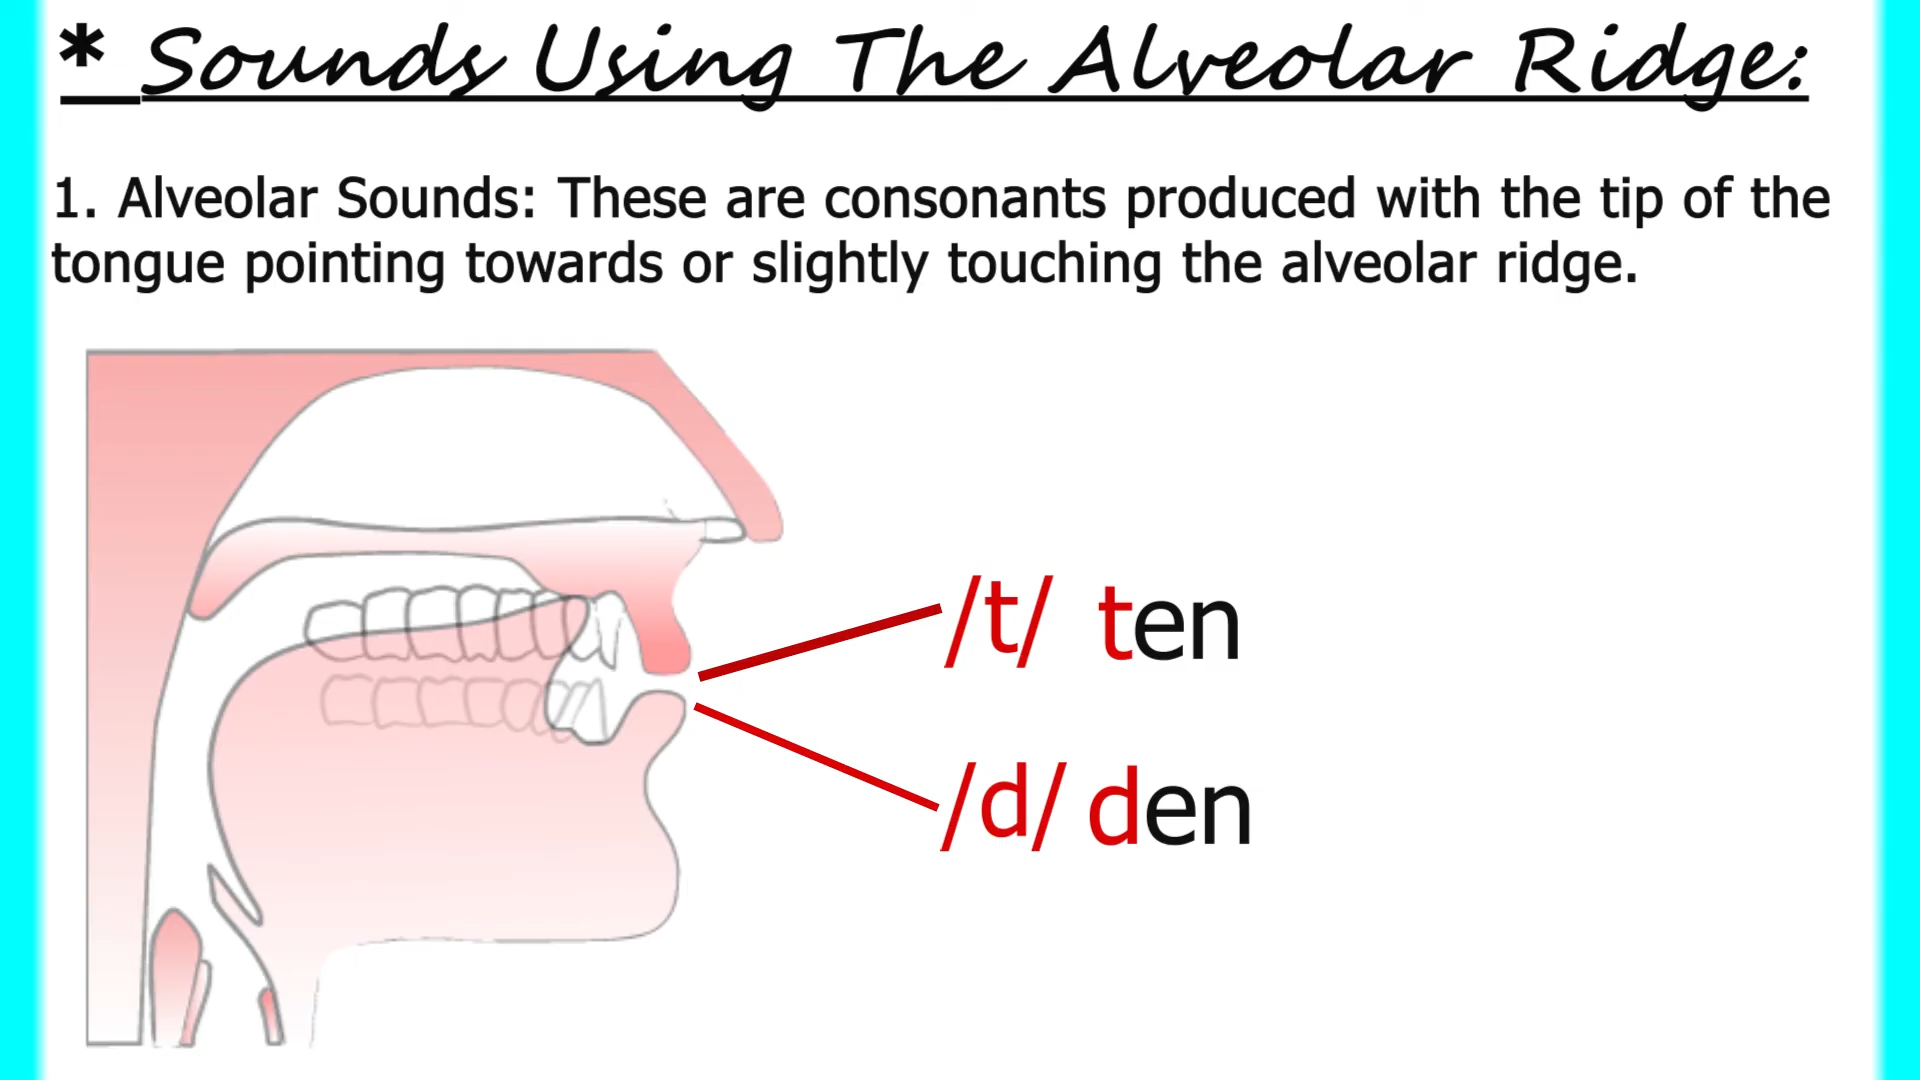 * Sounds Using The Alveolar Ridge:
1. Alveolar Sounds: These are consonants produced with the tip of the
tongue pointing towards or slightly touching the alveolar ridge.
/t/ ten
/d/ den